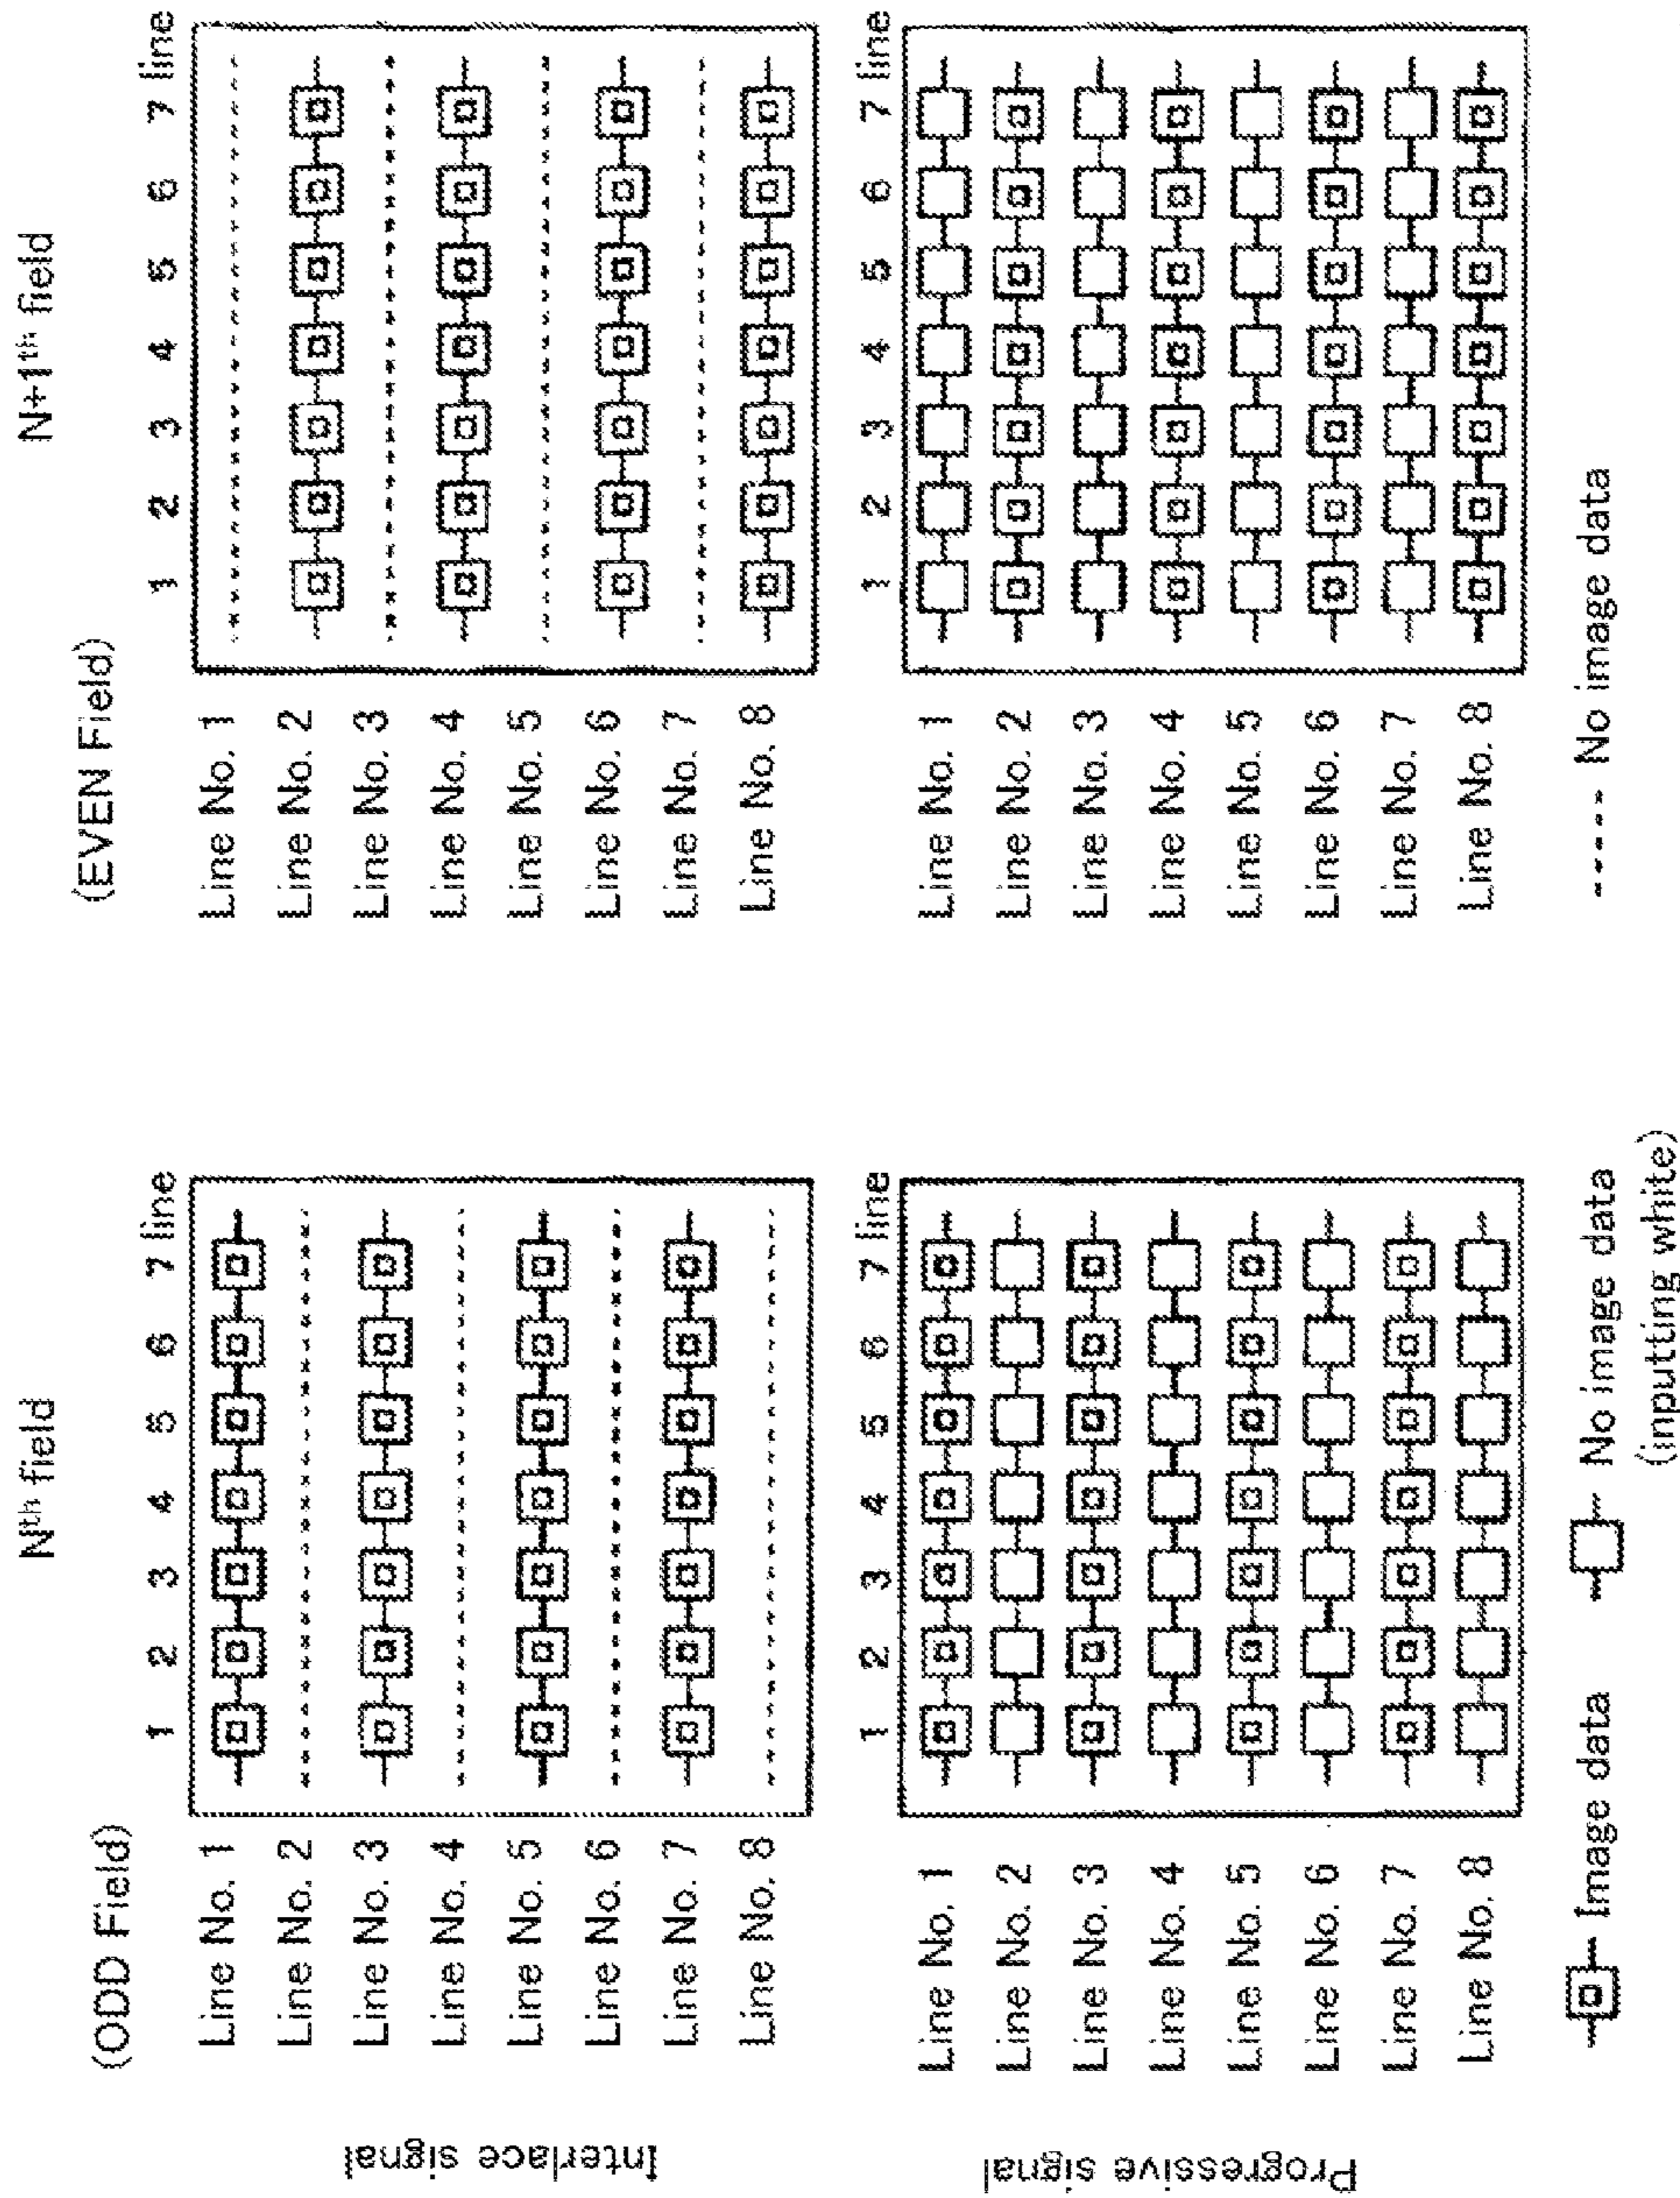 Nth field
N+1th field
(ODD Field)
(EVEN Field)
Interlace signal
1 2 3 4 5 6 7 line
Line No. 1
Line No. 2
Line No. 3
Line No. 4
Line No. 5
Line No. 6
Line No. 7
Line No. 8
1 2 3 4 5 6 7 line
Line No. 1
Line No. 2
Line No. 3
Line No. 4
Line No. 5
Line No. 6
Line No. 7
Line No. 8
Progressive signal
1 2 3 4 5 6 7 line
Line No. 1
Line No. 2
Line No. 3
Line No. 4
Line No. 5
Line No. 6
Line No. 7
Line No. 8
1 2 3 4 5 6 7 line
Line No. 1
Line No. 2
Line No. 3
Line No. 4
Line No. 5
Line No. 6
Line No. 7
Line No. 8
Image data
No image data
(inputting white)
No image data